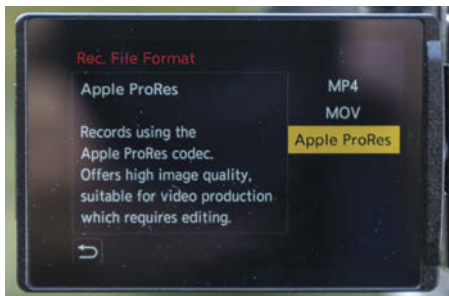 Rec. File Format
Apple ProRes
Records using the
Apple ProRes codec.
Offers high image quality,
suitable for video production
which requires editing.
MP4
MOV
Apple ProRes